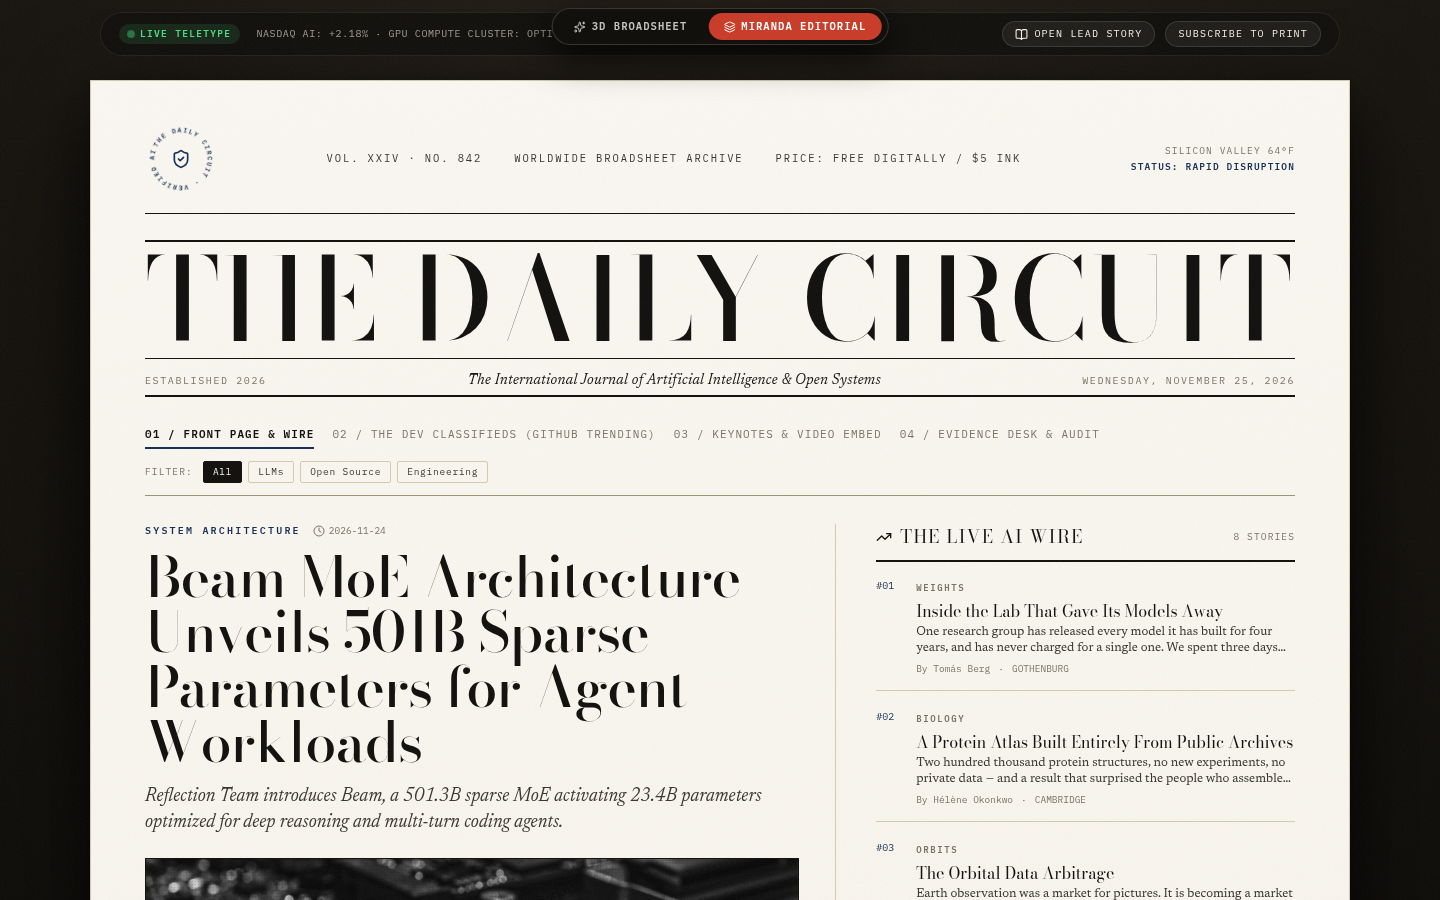 LIVE TELETYPE
NASDAQ AI: +2.18% · GPU COMPUTE CLUSTER: OPTI
3D BROADSHEET
MIRANDA EDITORIAL
OPEN LEAD STORY
SUBSCRIBE TO PRINT
THE DAILY CIRCUIT · VERIFIED AI
VOL. XXIV · NO. 842
WORLDWIDE BROADSHEET ARCHIVE
PRICE: FREE DIGITALLY / $5 INK
SILICON VALLEY 64°F
STATUS: RAPID DISRUPTION
THE DAILY CIRCUIT
ESTABLISHED 2026
The International Journal of Artificial Intelligence & Open Systems
WEDNESDAY, NOVEMBER 25, 2026
01 / FRONT PAGE & WIRE
02 / THE DEV CLASSIFIEDS (GITHUB TRENDING)
03 / KEYNOTES & VIDEO EMBED
04 / EVIDENCE DESK & AUDIT
FILTER:
All
LLMs
Open Source
Engineering
SYSTEM ARCHITECTURE
2026-11-24
Beam MoE Architecture
Unveils 501B Sparse
Parameters for Agent
Workloads
Reflection Team introduces Beam, a 501.3B sparse MoE activating 23.4B parameters
optimized for deep reasoning and multi-turn coding agents.
THE LIVE AI WIRE
8 STORIES
#01
WEIGHTS
Inside the Lab That Gave Its Models Away
One research group has released every model it has built for four
years, and has never charged for a single one. We spent three days…
By Tomás Berg · GOTHENBURG
#02
BIOLOGY
A Protein Atlas Built Entirely From Public Archives
Two hundred thousand protein structures, no new experiments, no
private data — and a result that surprised the people who assemble…
By Hélène Okonkwo · CAMBRIDGE
#03
ORBITS
The Orbital Data Arbitrage
Earth observation was a market for pictures. It is becoming a market